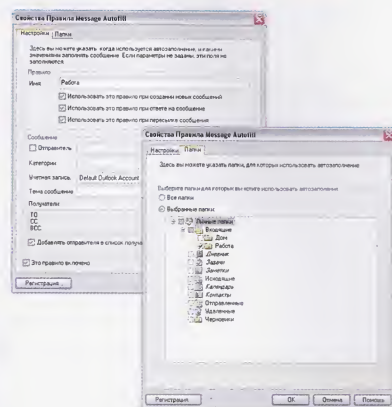 Свойства Правила Message Autofill
Настройки Папки
Здесь вы можете указать, когда используется автозаполнение, и какими
значениями заполнять сообщение. Если параметры не заданы, эти поля не
заполняются.
Правило
Имя Работа
Использовать это правило при создании новых сообщений
Использовать это правило при ответе на сообщение
Использовать это правило при пересылке сообщения
Сообщение
Отправитель
Категории
Учетная запись Default Outlook Account
Тема сообщения
Получатели
TO
CC
BCC
Добавлять отправителя в список получа
Это правило включено
Регистрация ...
Свойства Правила Message Autofill
Настройки Папки
Здесь вы можете указать папки, для которых использовать автозаполнение
Выберите папки для которых вы хотите использовать автозаполнение
Все папки
Выбранные папки
Личные папки
Входящие
Дом
Работа
Дневник
Задачи
Заметки
Исходящие
Календарь
Контакты
Отправленные
Удаленные
Черновики
Регистрация
OK Отмена Помощь